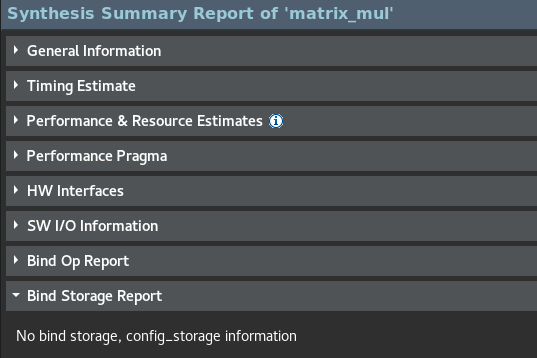 Synthesis Summary Report of 'matrix_mul'
General Information
Timing Estimate
Performance & Resource Estimates
Performance Pragma
HW Interfaces
SW I/O Information
Bind Op Report
Bind Storage Report
No bind storage, config_storage information